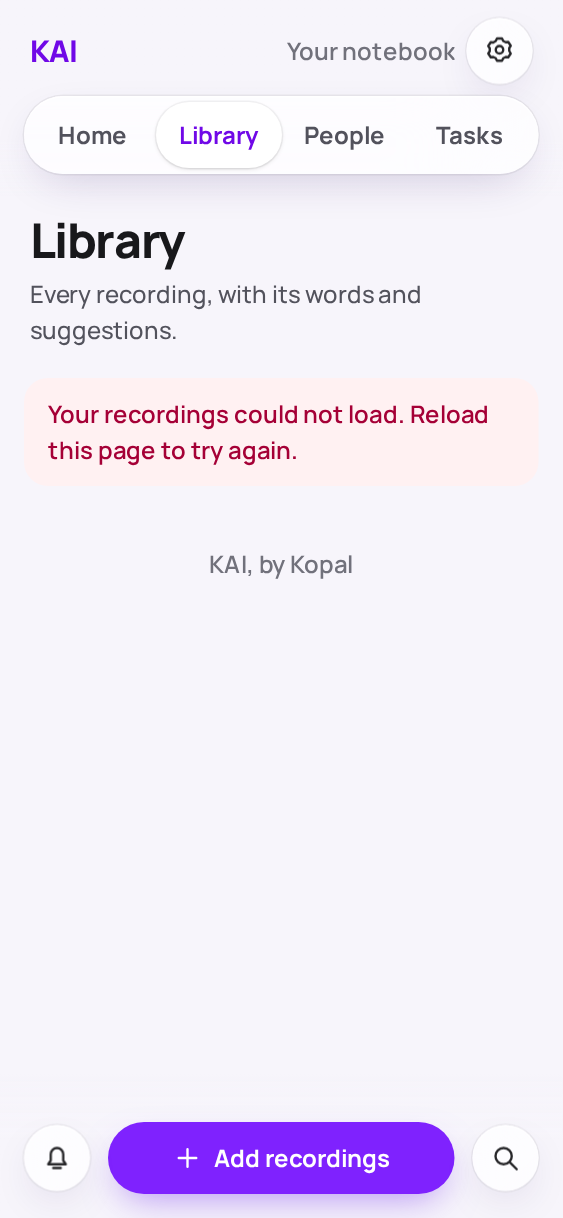 KAI
Your notebook
Home
Library
People
Tasks
Library
Every recording, with its words and
suggestions.
Your recordings could not load. Reload
this page to try again.
KAI, by Kopal
Add recordings